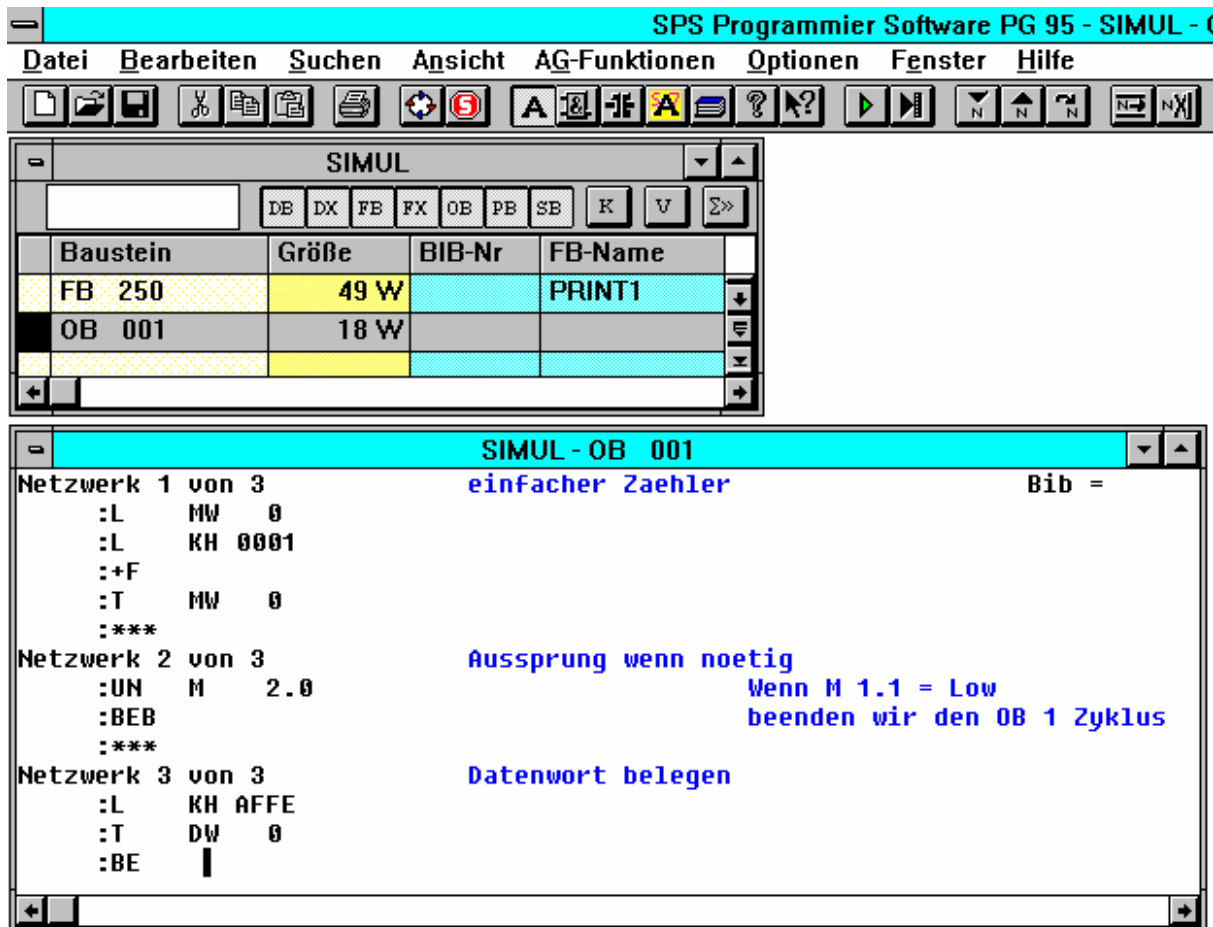 SPS Programmier Software PG 95 - SIMUL -
Datei Bearbeiten Suchen Ansicht AG-Funktionen Optionen Fenster Hilfe
SIMUL
DB DX FB FX OB PB SB K V Σ»
Baustein Größe BIB-Nr FB-Name
FB 250 49 W PRINT1
OB 001 18 W
SIMUL - OB 001
Netzwerk 1 von 3 einfacher Zaehler Bib =
:L MW 0
:L KH 0001
:+F
:T MW 0
:***
Netzwerk 2 von 3 Aussprung wenn noetig
:UN M 2.0 Wenn M 1.1 = Low
:BEB beenden wir den OB 1 Zyklus
:***
Netzwerk 3 von 3 Datenwort belegen
:L KH AFFE
:T DW 0
:BE